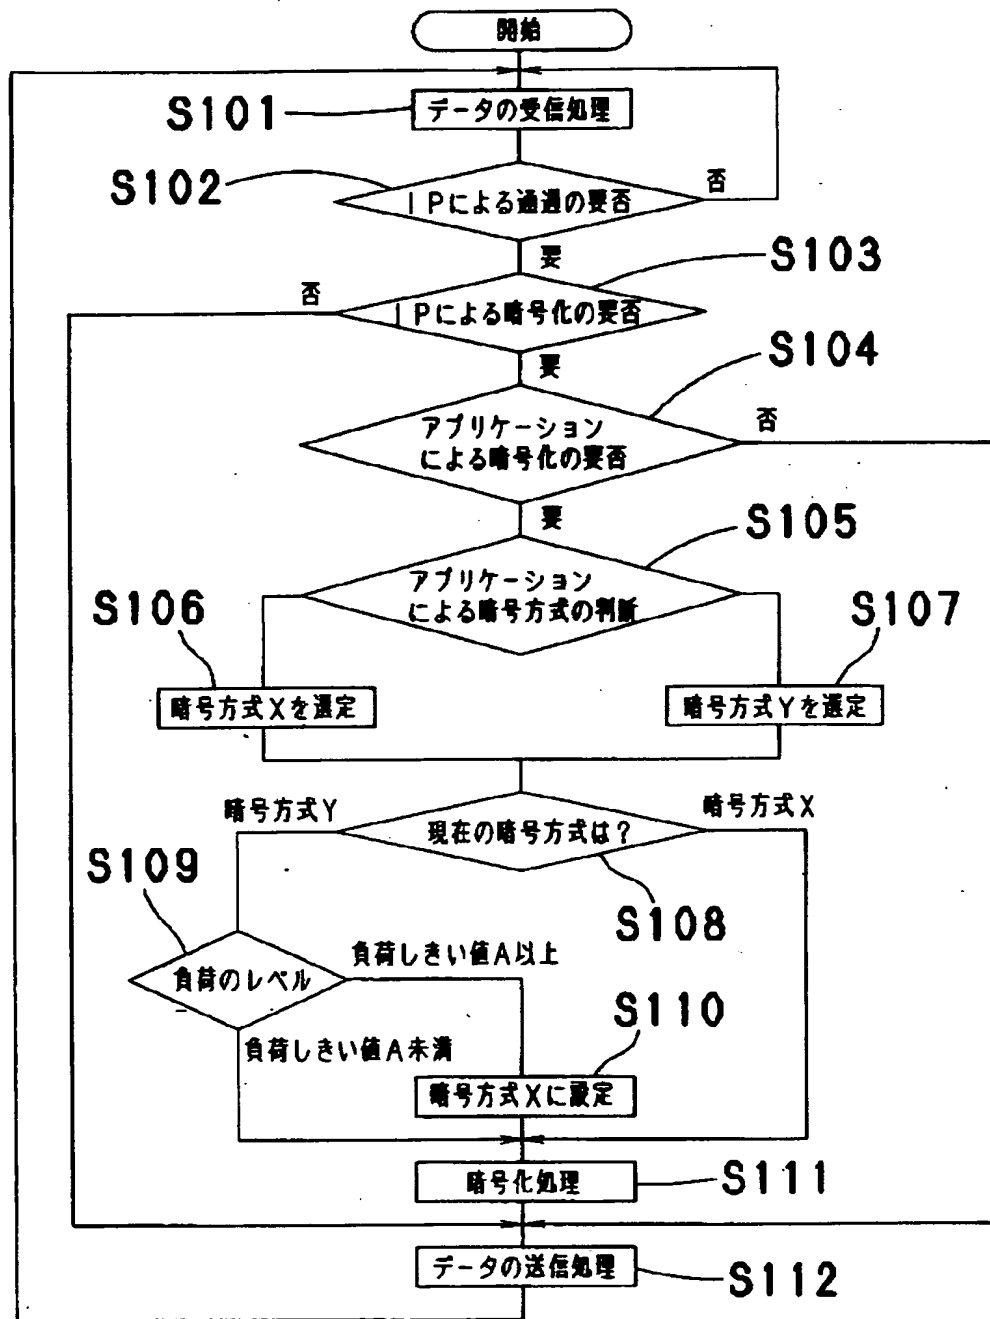 開始
S101
データの受信処理
S102
IPによる通過の要否
否
要
S103
否
IPによる暗号化の要否
要
S104
アプリケーション
による暗号化の要否
否
要
S105
アプリケーション
による暗号方式の判断
S106
S107
暗号方式Xを選定
暗号方式Yを選定
暗号方式Y
暗号方式X
現在の暗号方式は?
S109
S108
負荷のレベル
負荷しきい値A以上
S110
負荷しきい値A未満
暗号方式Xに設定
暗号化処理
S111
データの送信処理
S112